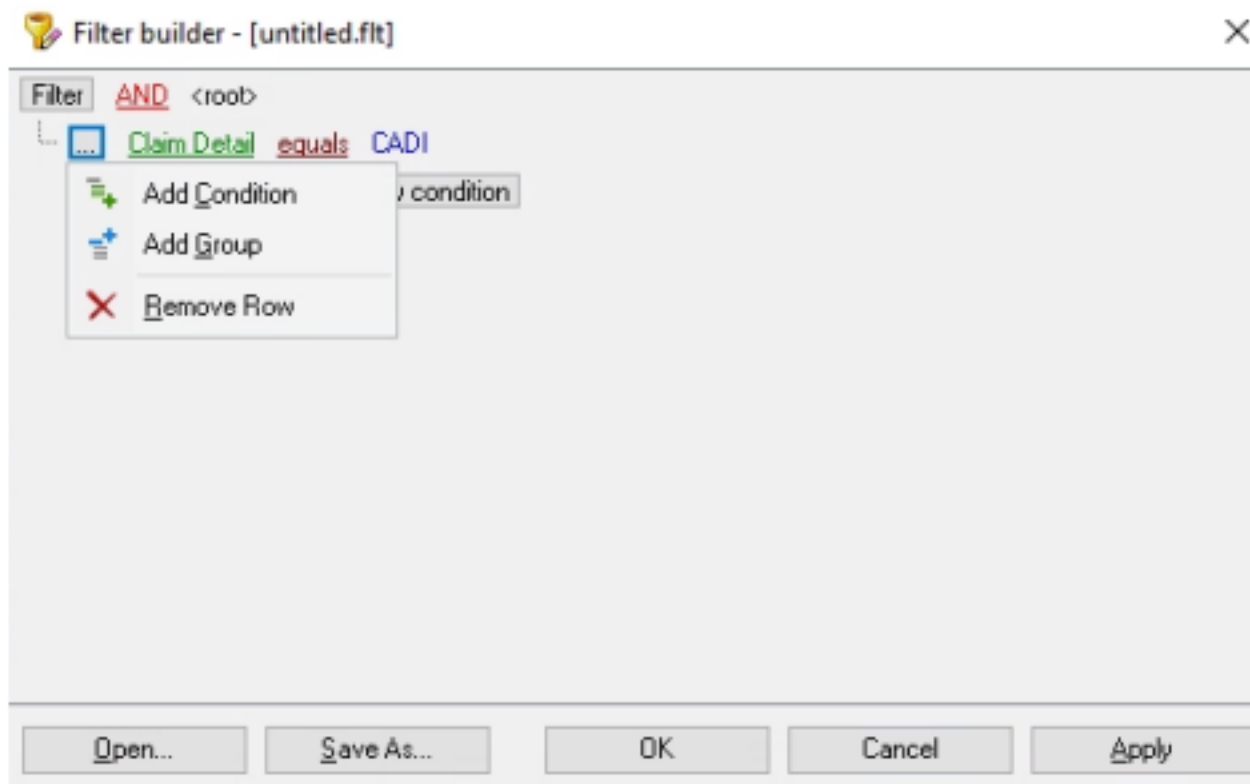 Filter builder - [untitled.flt]
Filter AND <root>
... Claim Detail equals CADI
Add Condition
condition
Add Group
Remove Row
Open... Save As... OK Cancel Apply